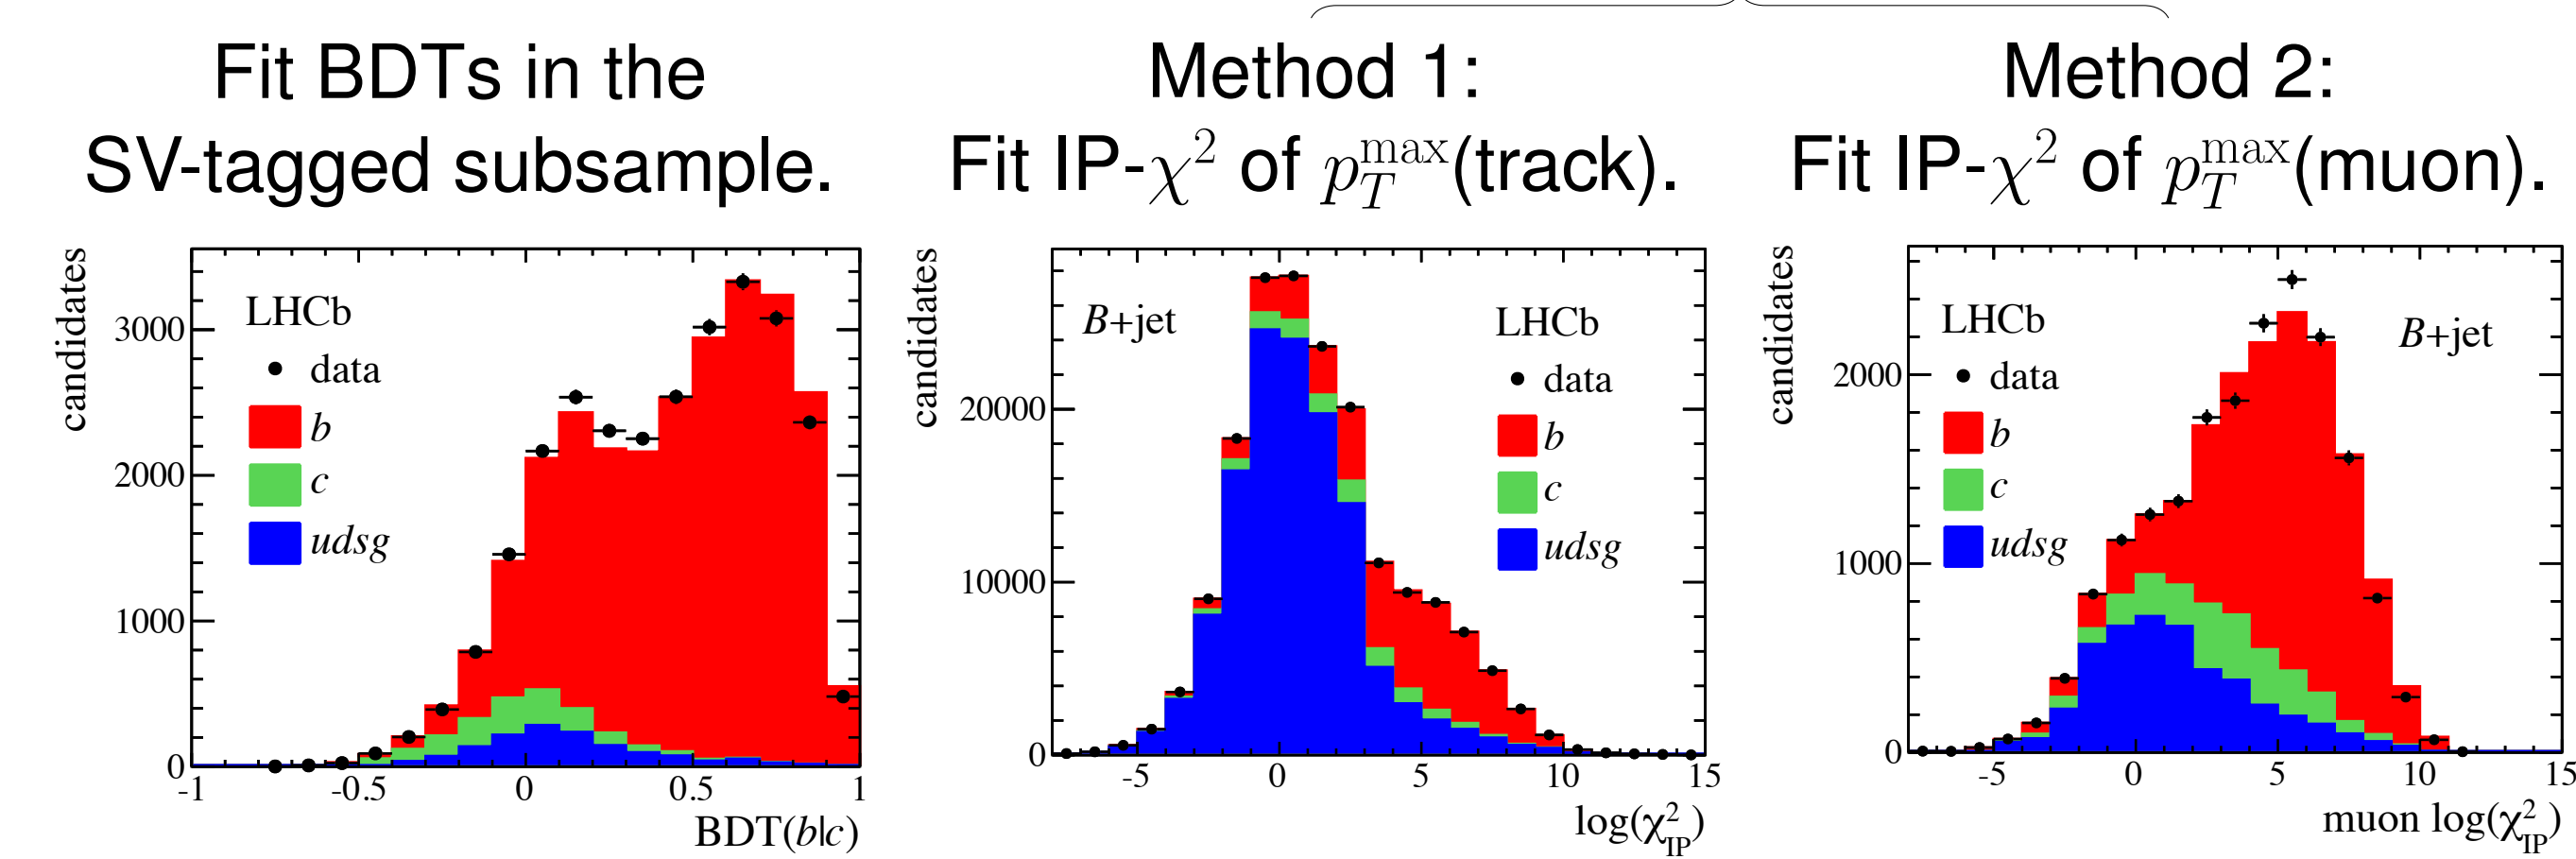 Fit BDTs in the
SV-tagged subsample.
Method 1:
Fit IP-χ² of p_T^max(track).
Method 2:
Fit IP-χ² of p_T^max(muon).
candidates
3000
2000
1000
0
LHCb
data
b
c
udsg
-1
-0.5
0
0.5
1
BDT(b|c)
candidates
20000
10000
0
B+jet
LHCb
data
b
c
udsg
-5
0
5
10
15
log(χ²_IP)
candidates
2000
1000
0
LHCb
data
b
c
udsg
B+jet
-5
0
5
10
15
muon log(χ²_IP)